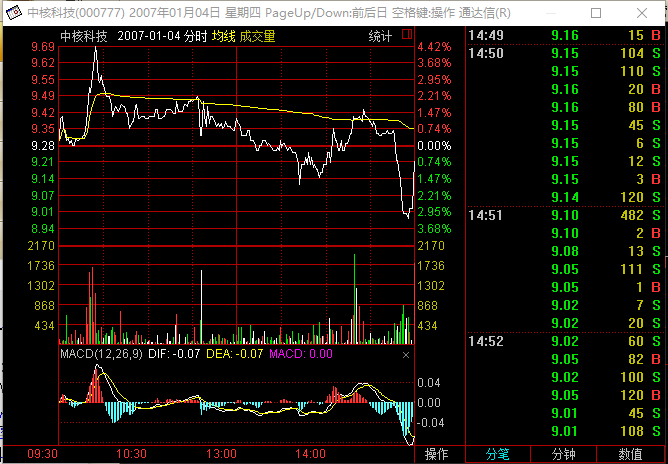 中核科技(000777) 2007年01月04日 星期四 PageUp/Down:前后日 空格键:操作 通达信(R)
中核科技 2007-01-04 分时 均线 成交量 统计
9.69 4.42%
9.62 3.68%
9.55 2.95%
9.49 2.21%
9.42 1.47%
9.35 0.74%
9.28 0.00%
9.21 0.74%
9.14 1.47%
9.07 2.21%
9.01 2.95%
8.94 3.68%
2170 2170
1736 1736
1302 1302
868 868
434 434
MACD(12,26,9) DIF: -0.07 DEA: -0.07 MACD: 0.00 ×
0.04
0.00
-0.04
09:30 10:30 13:00 14:00 操作
14:49 9.16 15 B
14:50 9.15 104 S
9.15 110 S
9.16 20 B
9.16 80 B
9.16 45 S
9.15 6 S
9.15 12 S
9.15 3 B
9.14 120 S
14:51 9.10 482 S
9.10 2 B
9.08 13 S
9.05 111 S
9.05 1 B
9.02 7 S
9.02 20 S
14:52 9.02 60 S
9.05 82 B
9.02 100 S
9.05 120 B
9.01 45 S
9.01 108 S
分笔 分钟 数值